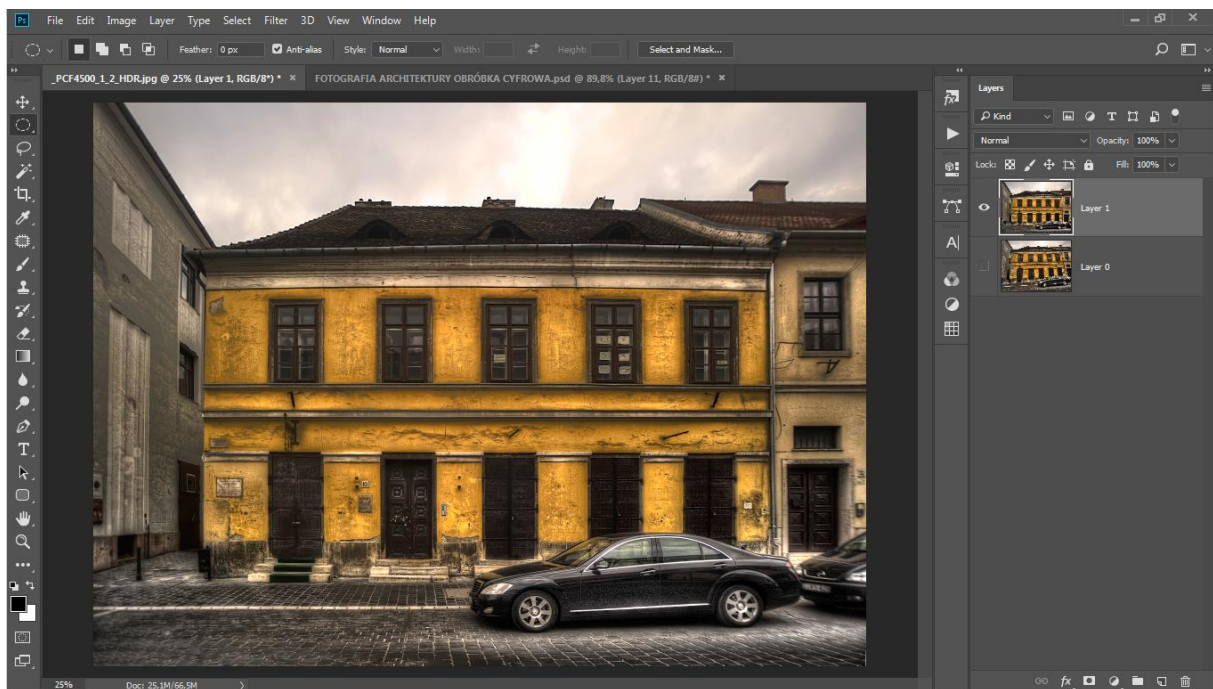 Ps File Edit Image Layer Type Select Filter 3D View Window Help
Feather: 0 px Anti-alias Style: Normal Width: Height: Select and Mask...
_PCF4500_1_2_HDR.jpg @ 25% (Layer 1, RGB/8*) * × FOTOGRAFIA ARCHITEKTURY OBRÓBKA CYFROWA.psd @ 89,8% (Layer 11, RGB/8#) * ×
Layers
Kind
Normal Opacity: 100%
Lock: Fill: 100%
Layer 1
Layer 0
25% Doc: 25,1M/66,5M